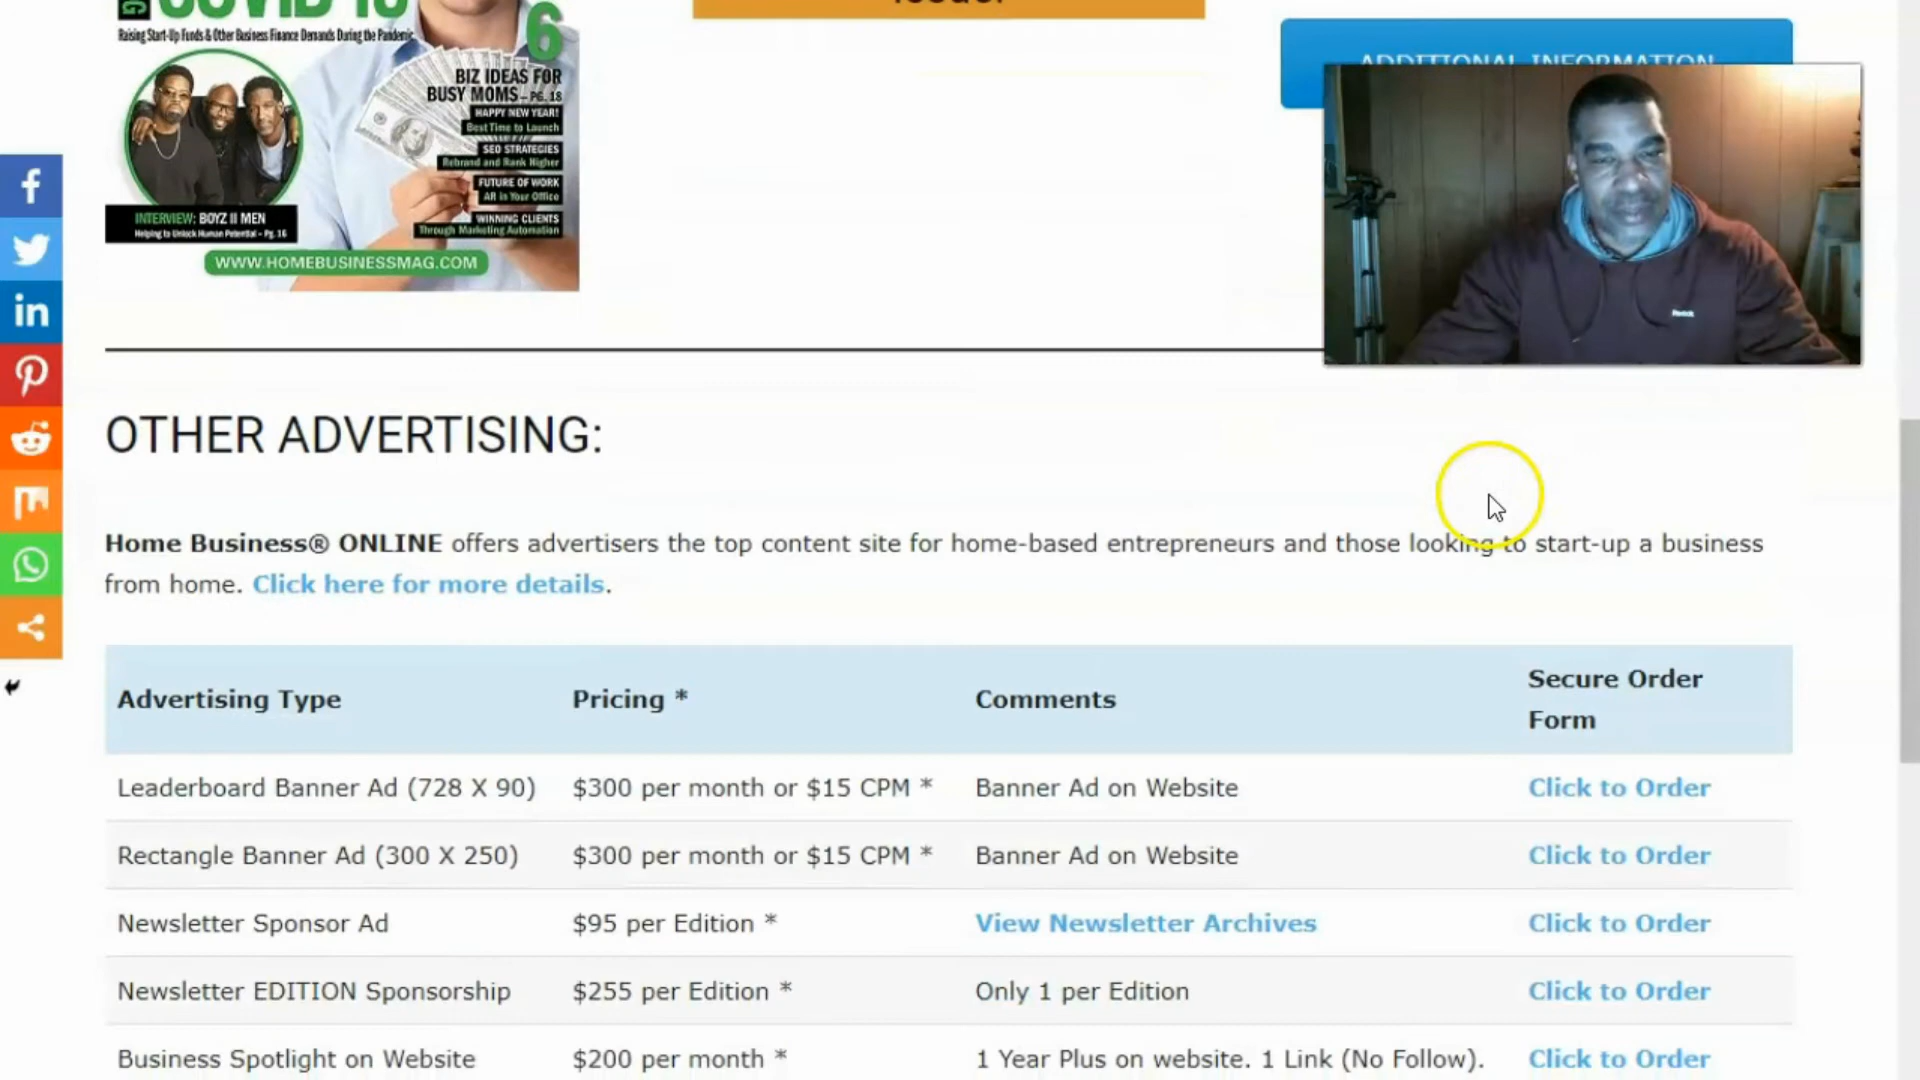 COVID 19
Raising Start-Up Funds & Other Business Finance Demands During the Pandemic
6
BIZ IDEAS FOR
BUSY MOMS – PG. 18
HAPPY NEW YEAR!
Best Time to Launch
SEO STRATEGIES
Rebrand and Rank Higher
FUTURE OF WORK
AR in Your Office
WINNING CLIENTS
Through Marketing Automation
INTERVIEW: BOYZ II MEN
Helping to Unlock Human Potential – Pg. 16
WWW.HOMEBUSINESSMAG.COM
ADDITIONAL INFORMATION
Reebok
OTHER ADVERTISING:
Home Business® ONLINE offers advertisers the top content site for home-based entrepreneurs and those looking to start-up a business
from home. Click here for more details.
Advertising Type Pricing * Comments Secure Order
Form
Leaderboard Banner Ad (728 X 90) $300 per month or $15 CPM * Banner Ad on Website Click to Order
Rectangle Banner Ad (300 X 250) $300 per month or $15 CPM * Banner Ad on Website Click to Order
Newsletter Sponsor Ad $95 per Edition * View Newsletter Archives Click to Order
Newsletter EDITION Sponsorship $255 per Edition * Only 1 per Edition Click to Order
Business Spotlight on Website $200 per month * 1 Year Plus on website. 1 Link (No Follow). Click to Order